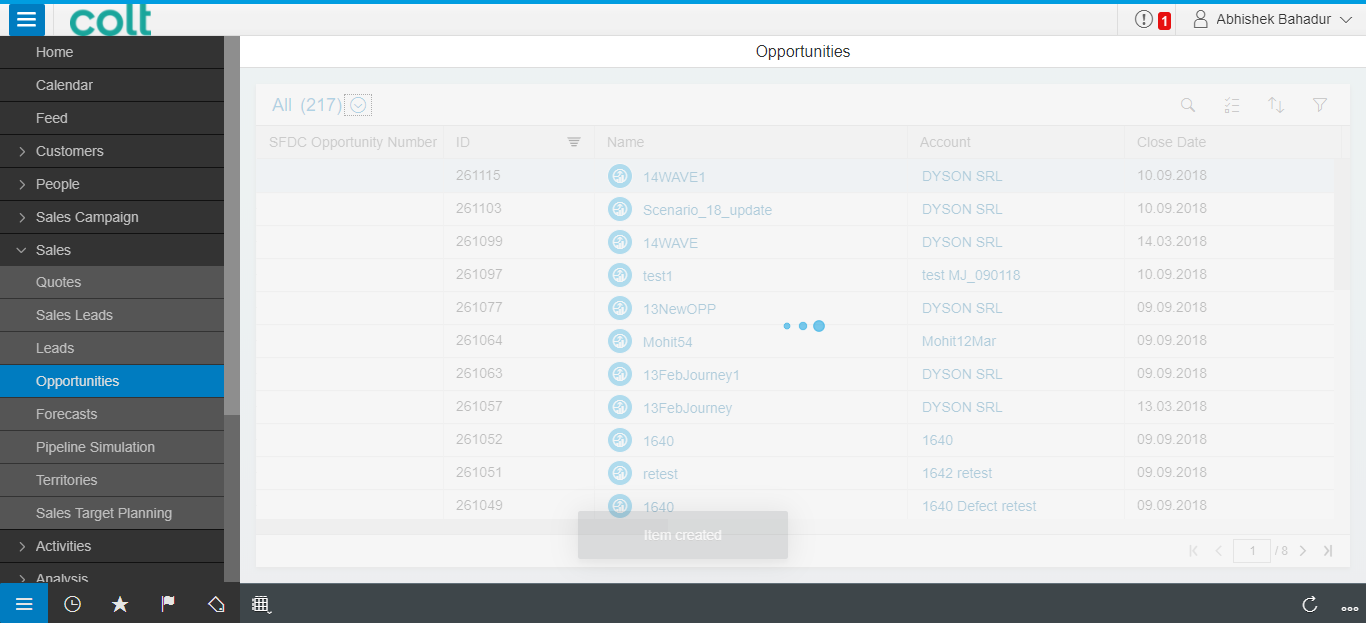 colt
1
Abhishek Bahadur
Home
Calendar
Feed
Customers
People
Sales Campaign
Sales
Quotes
Sales Leads
Leads
Opportunities
Forecasts
Pipeline Simulation
Territories
Sales Target Planning
Activities
Analysis
Opportunities
All (217)
SFDC Opportunity Number ID Name Account Close Date
261115 14WAVE1 DYSON SRL 10.09.2018
261103 Scenario_18_update DYSON SRL 10.09.2018
261099 14WAVE DYSON SRL 14.03.2018
261097 test1 test MJ_090118 10.09.2018
261077 13NewOPP DYSON SRL 09.09.2018
261064 Mohit54 Mohit12Mar 09.09.2018
261063 13FebJourney1 DYSON SRL 09.09.2018
261057 13FebJourney DYSON SRL 13.03.2018
261052 1640 1640 09.09.2018
261051 retest 1642 retest 09.09.2018
261049 1640 1640 Defect retest 09.09.2018
Item created
1 / 8